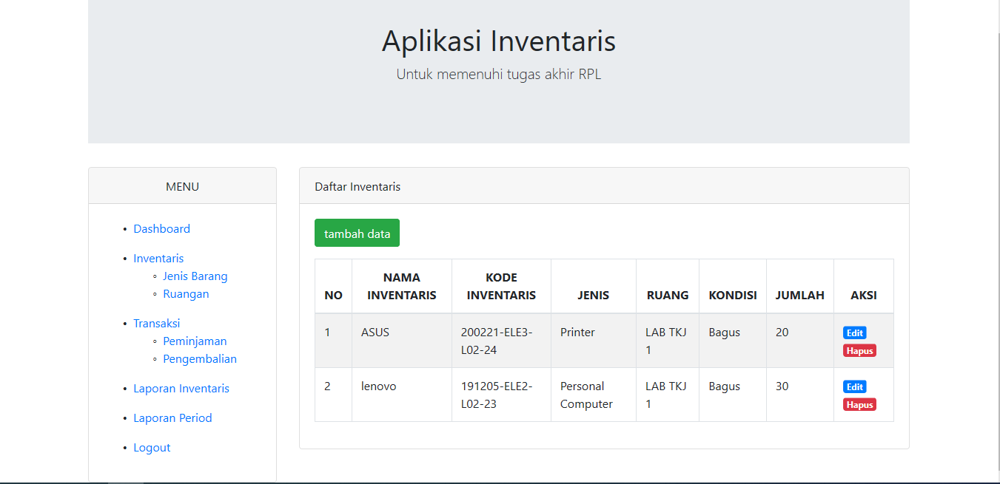 Aplikasi Inventaris
Untuk memenuhi tugas akhir RPL
MENU
Dashboard
Inventaris
Jenis Barang
Ruangan
Transaksi
Peminjaman
Pengembalian
Laporan Inventaris
Laporan Period
Logout
Daftar Inventaris
tambah data
NO NAMA INVENTARIS KODE INVENTARIS JENIS RUANG KONDISI JUMLAH AKSI
1 ASUS 200221-ELE3-L02-24 Printer LAB TKJ 1 Bagus 20 Edit Hapus
2 lenovo 191205-ELE2-L02-23 Personal Computer LAB TKJ 1 Bagus 30 Edit Hapus